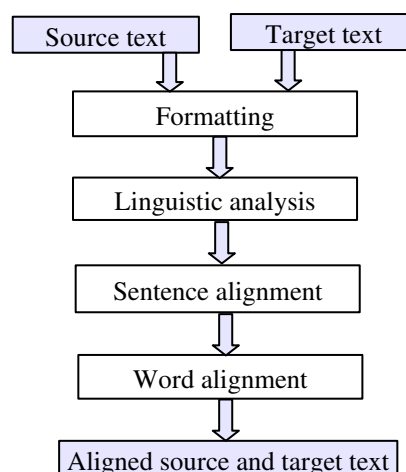 Source text
Target text
Formatting
Linguistic analysis
Sentence alignment
Word alignment
Aligned source and target text